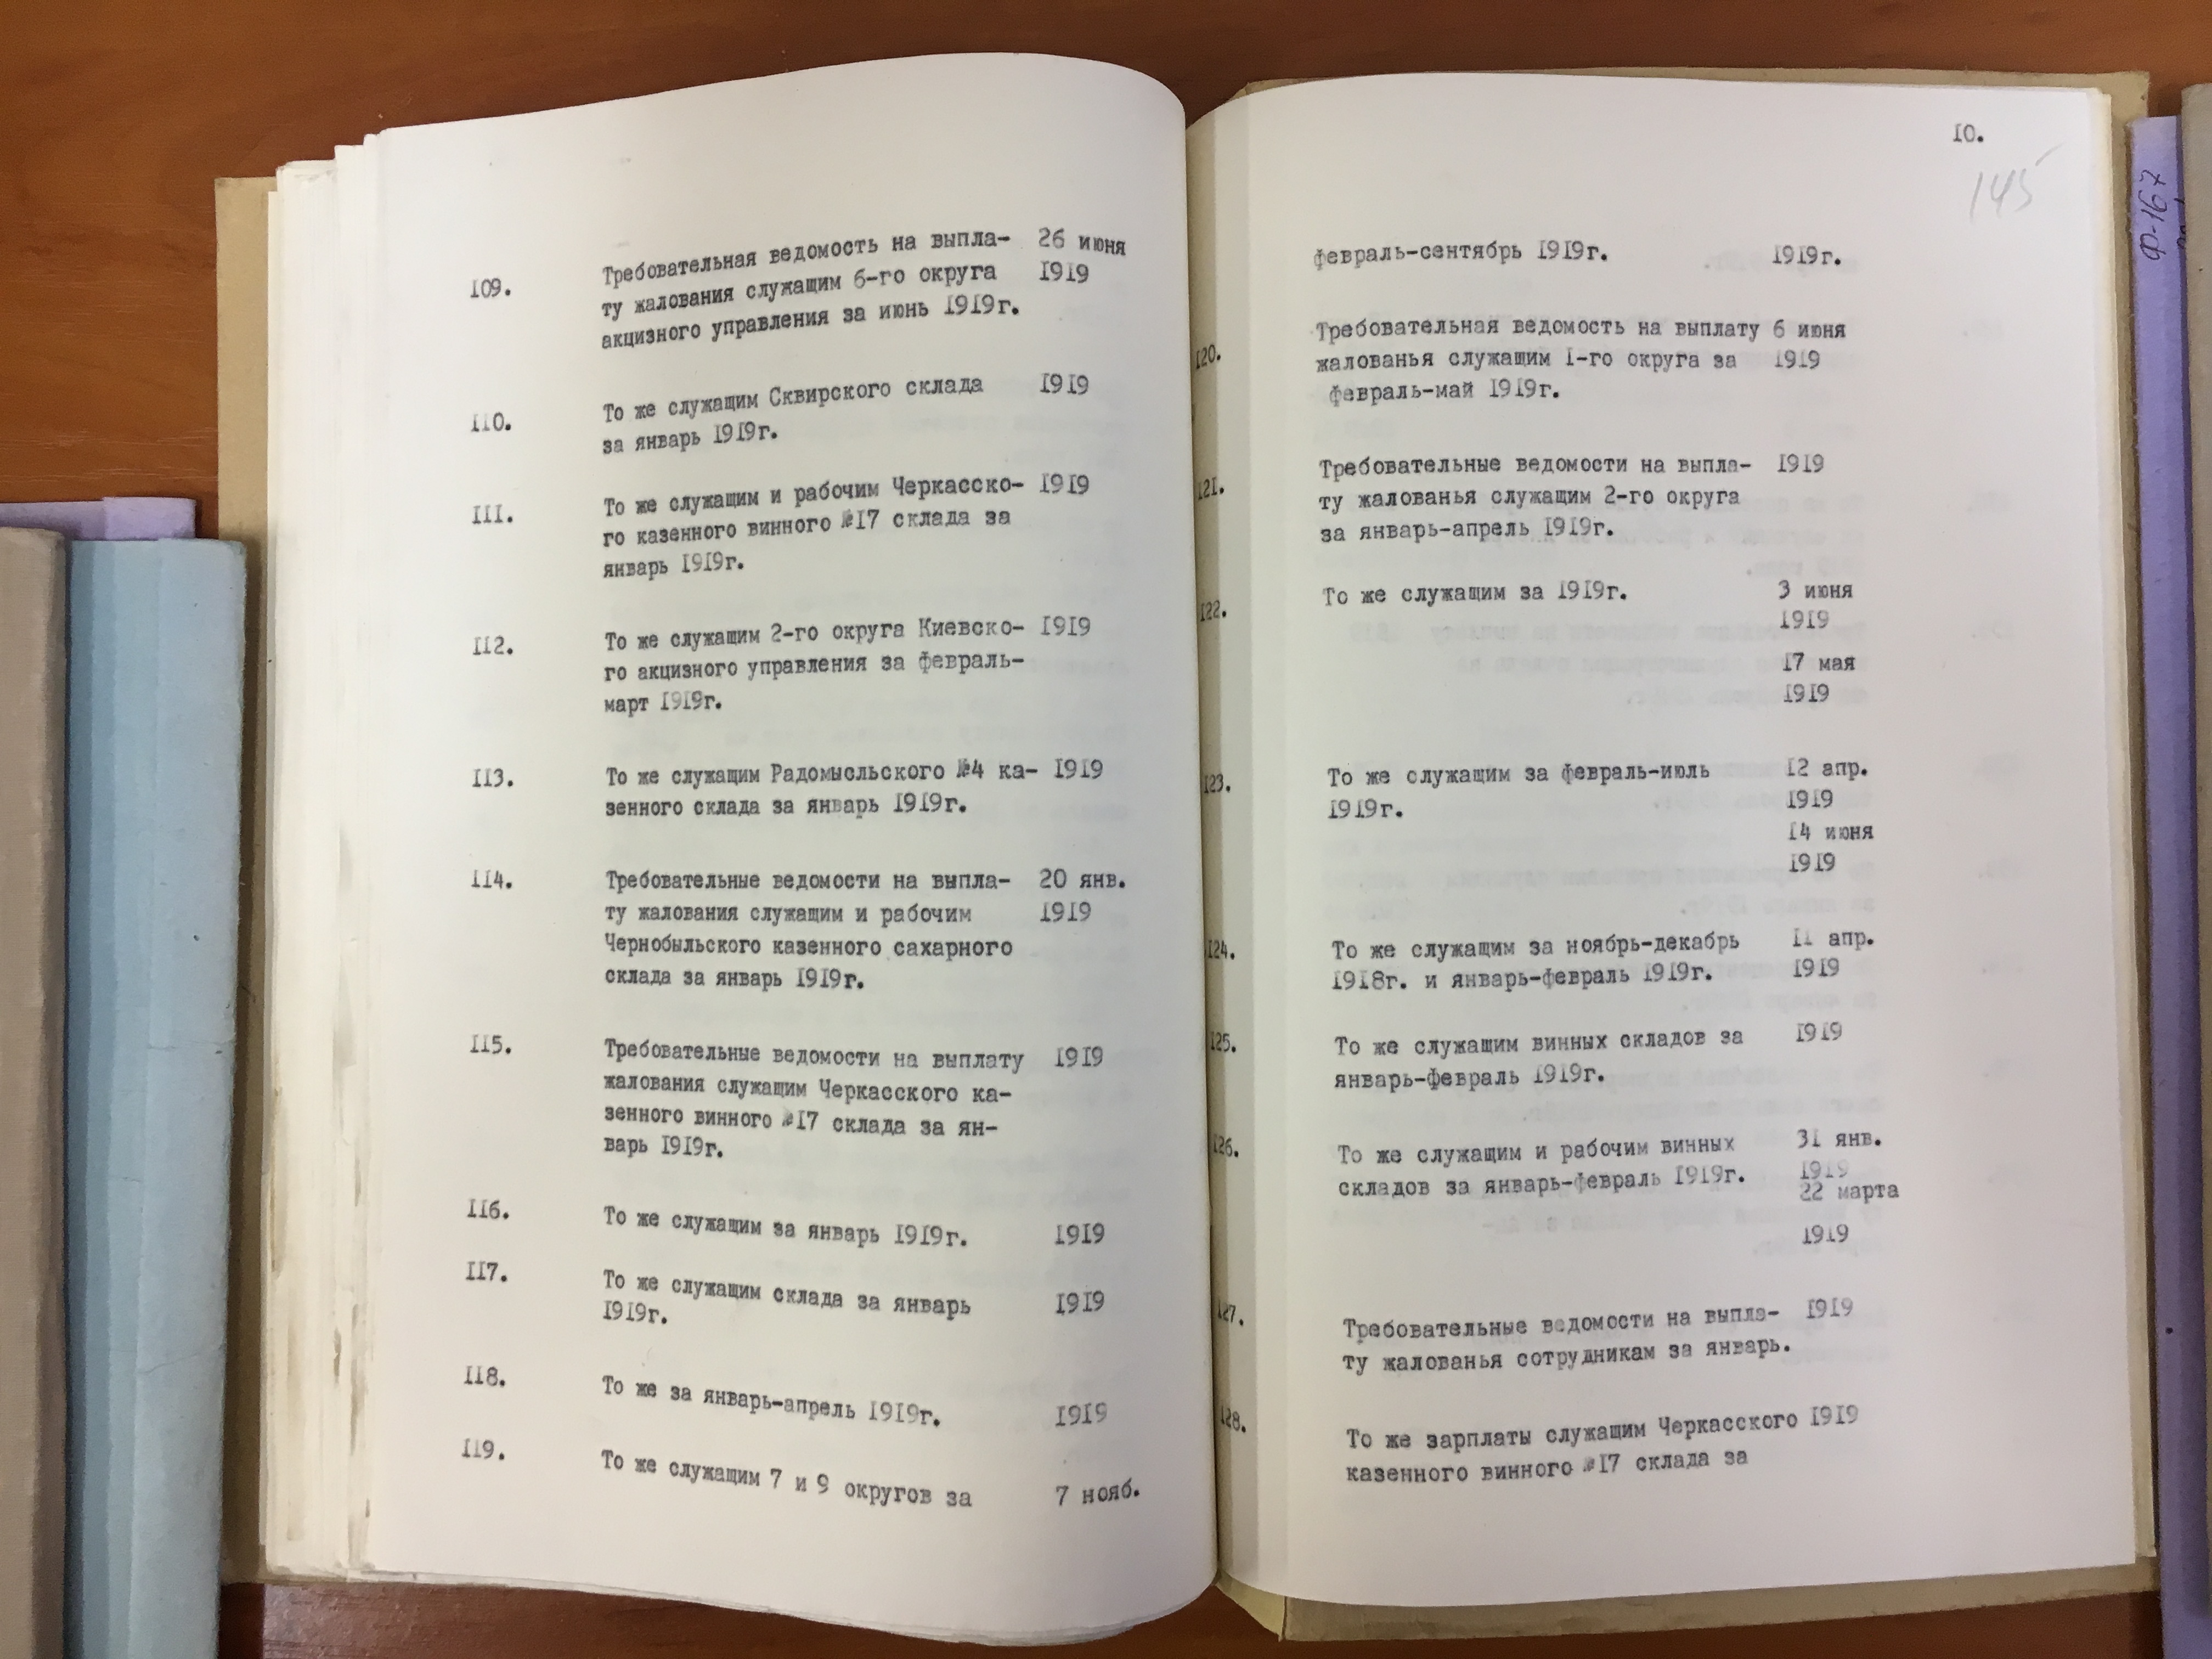 109. Требовательная ведомость на выпла- 26 июня
ту жалования служащим 6-го округа 1919
акцизного управления за июнь 1919г.
110. То же служащим Сквирского склада 1919
за январь 1919г.
111. То же служащим и рабочим Черкасско- 1919
го казенного винного №17 склада за
январь 1919г.
112. То же служащим 2-го округа Киевско- 1919
го акцизного управления за февраль-
март 1919г.
113. То же служащим Радомысльского №4 ка- 1919
зенного склада за январь 1919г.
114. Требовательные ведомости на выпла- 20 янв.
ту жалования служащим и рабочим 1919
Чернобыльского казенного сахарного
склада за январь 1919г.
115. Требовательные ведомости на выплату 1919
жалования служащим Черкасского ка-
зенного винного №17 склада за ян-
варь 1919г.
116. То же служащим за январь 1919г. 1919
117. То же служащим склада за январь 1919
1919г.
118. То же за январь-апрель 1919г. 1919
119. То же служащим 7 и 9 округов за 7 нояб.
10.
145
февраль-сентябрь 1919г. 1919г.
120. Требовательная ведомость на выплату 6 июня
жалованья служащим 1-го округа за 1919
февраль-май 1919г.
121. Требовательные ведомости на выпла- 1919
ту жалованья служащим 2-го округа
за январь-апрель 1919г.
122. То же служащим за 1919г. 3 июня
1919
17 мая
1919
123. То же служащим за февраль-июль 12 апр.
1919г. 1919
14 июня
1919
124. То же служащим за ноябрь-декабрь 11 апр.
1918г. и январь-февраль 1919г. 1919
125. То же служащим винных складов за 1919
январь-февраль 1919г.
126. То же служащим и рабочим винных 31 янв.
складов за январь-февраль 1919г. 1919
22 марта
1919
127. Требовательные ведомости на выпла- 1919
ту жалованья сотрудникам за январь.
128. То же зарплаты служащим Черкасского 1919
казенного винного №17 склада за
Ф-167